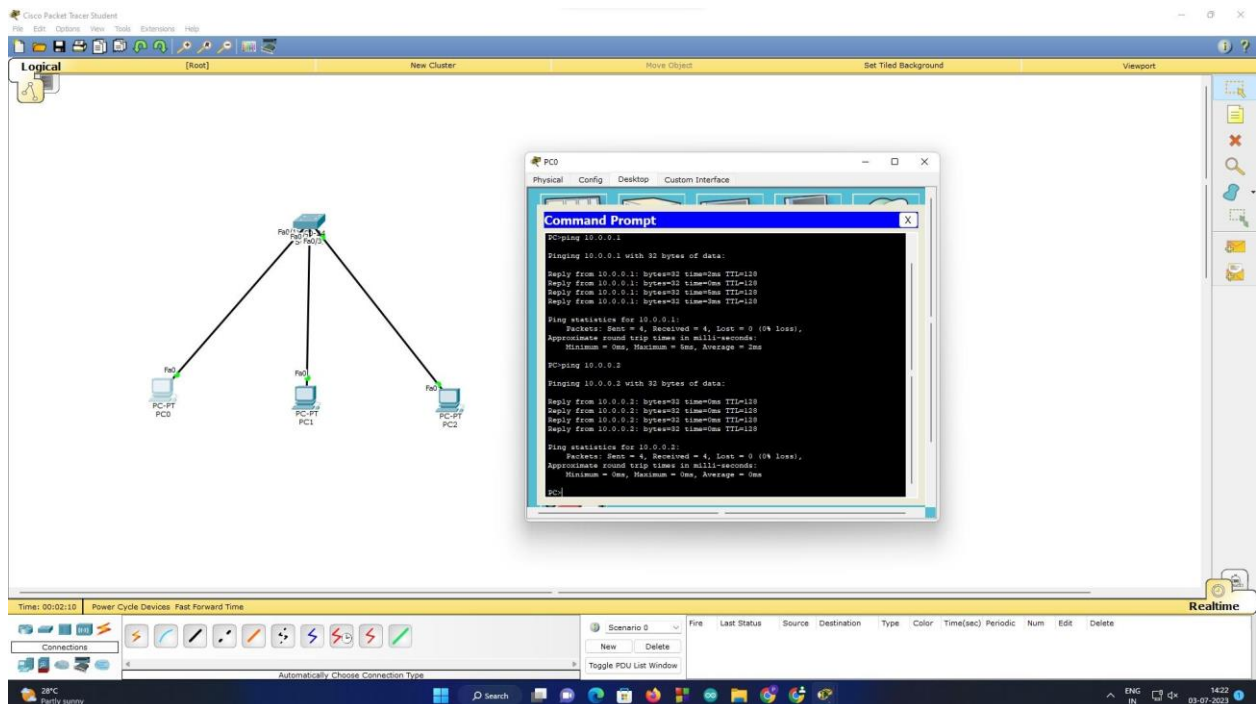 Cisco Packet Tracer Student
File Edit Options View Tools Extensions Help
Logical [Root] New Cluster Move Object Set Tiled Background Viewport
PC0
Physical Config Desktop Custom Interface
Command Prompt X
PC>ping 10.0.0.1
Pinging 10.0.0.1 with 32 bytes of data:
Reply from 10.0.0.1: bytes=32 time=2ms TTL=128
Reply from 10.0.0.1: bytes=32 time=0ms TTL=128
Reply from 10.0.0.1: bytes=32 time=5ms TTL=128
Reply from 10.0.0.1: bytes=32 time=3ms TTL=128
Ping statistics for 10.0.0.1:
Packets: Sent = 4, Received = 4, Lost = 0 (0% loss),
Approximate round trip times in milli-seconds:
Minimum = 0ms, Maximum = 5ms, Average = 2ms
PC>ping 10.0.0.2
Pinging 10.0.0.2 with 32 bytes of data:
Reply from 10.0.0.2: bytes=32 time=0ms TTL=128
Reply from 10.0.0.2: bytes=32 time=0ms TTL=128
Reply from 10.0.0.2: bytes=32 time=0ms TTL=128
Reply from 10.0.0.2: bytes=32 time=0ms TTL=128
Ping statistics for 10.0.0.2:
Packets: Sent = 4, Received = 4, Lost = 0 (0% loss),
Approximate round trip times in milli-seconds:
Minimum = 0ms, Maximum = 0ms, Average = 0ms
PC>
Fa0/3
Fa0
PC-PT
PC0
Fa0
PC-PT
PC1
Fa0
PC-PT
PC2
Time: 00:02:10 Power Cycle Devices Fast Forward Time Realtime
Connections
Automatically Choose Connection Type
Scenario 0
New Delete
Toggle PDU List Window
Fire Last Status Source Destination Type Color Time(sec) Periodic Num Edit Delete
28°C
Partly sunny
Search
ENG
IN
14:22
03-07-2023